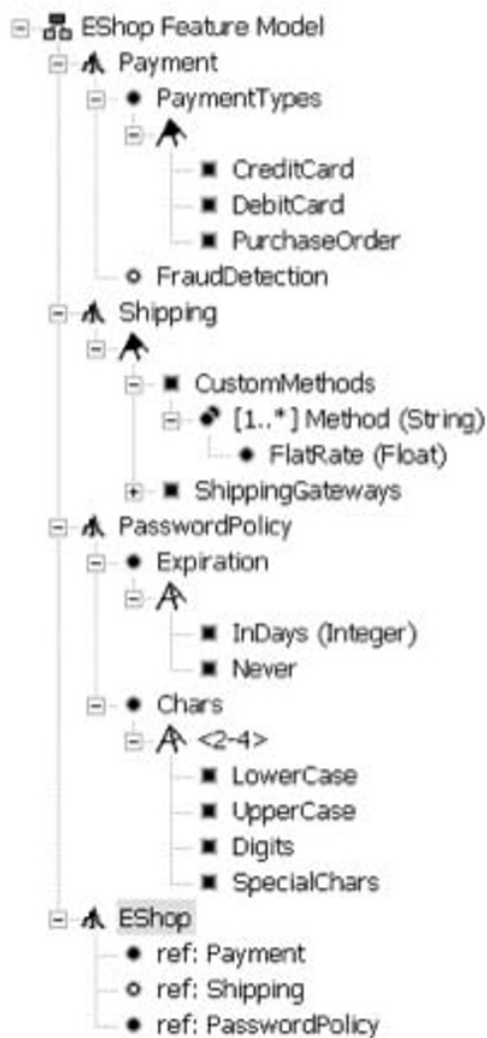 EShop Feature Model
Payment
PaymentTypes
CreditCard
DebitCard
PurchaseOrder
FraudDetection
Shipping
CustomMethods
[1..*] Method (String)
FlatRate (Float)
ShippingGateways
PasswordPolicy
Expiration
InDays (Integer)
Never
Chars
<2-4>
LowerCase
UpperCase
Digits
SpecialChars
EShop
ref: Payment
ref: Shipping
ref: PasswordPolicy